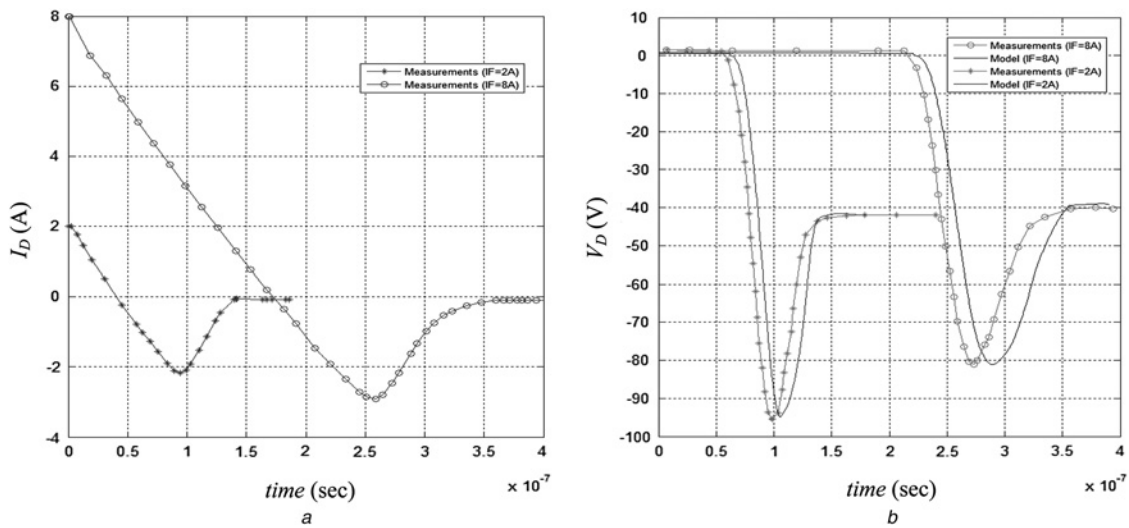 8
6
4
2
0
-2
-4
I_D (A)
Measurements (IF=2A)
Measurements (IF=8A)
0 0.5 1 1.5 2 2.5 3 3.5 4
× 10⁻⁷
time (sec)
a
10
0
-10
-20
-30
-40
-50
-60
-70
-80
-90
-100
V_D (V)
Measurements (IF=8A)
Model (IF=8A)
Measurements (IF=2A)
Model (IF=2A)
0 0.5 1 1.5 2 2.5 3 3.5 4
× 10⁻⁷
time (sec)
b